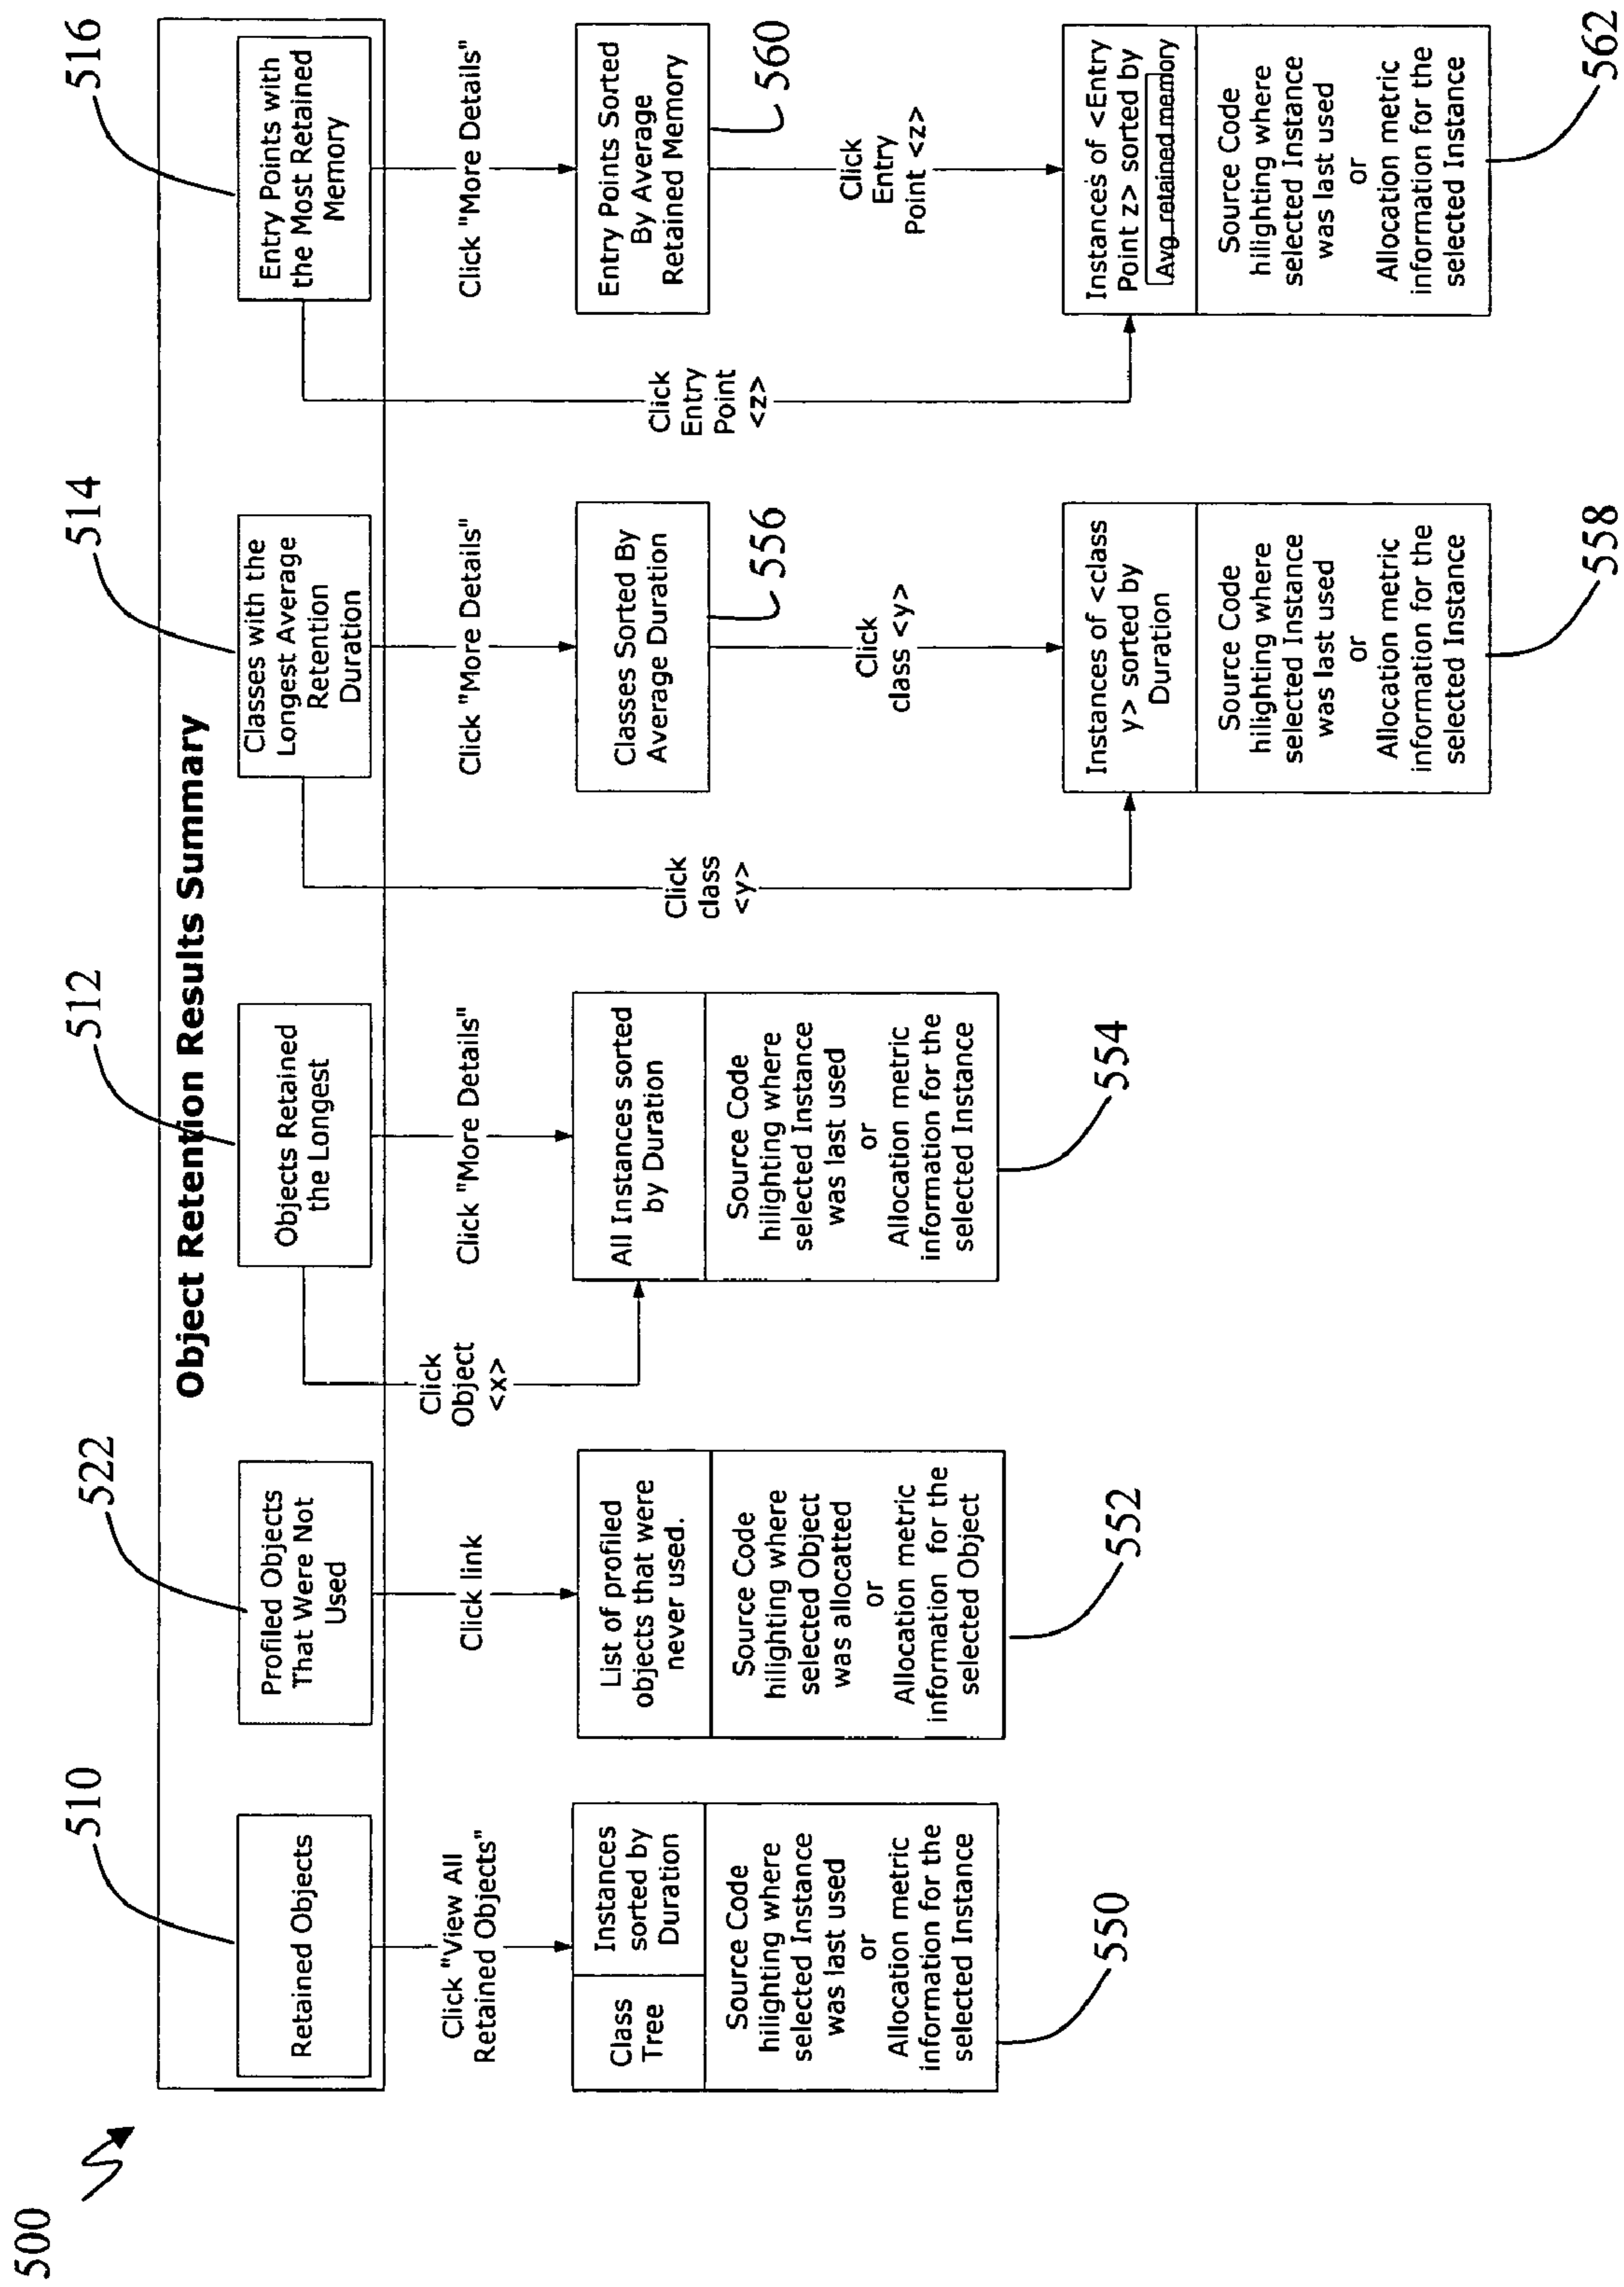 500
Object Retention Results Summary
510
Retained Objects
522
Profiled Objects
That Were Not
Used
512
Objects Retained
the Longest
514
Classes with the
Longest Average
Retention
Duration
516
Entry Points with
the Most Retained
Memory
Click "View All
Retained Objects"
Click link
Click
Object
<x>
Click "More Details"
Click
class
<y>
Click "More Details"
Click
Entry
Point
<z>
Click "More Details"
Class
Tree
Instances
sorted by
Duration
Source Code
hilighting where
selected Instance
was last used
or
Allocation metric
information for the
selected Instance
550
List of profiled
objects that were
never used.
Source Code
hilighting where
selected Object
was allocatted
or
Allocation metric
information for the
selected Object
552
All Instances sorted
by Duration
Source Code
hilighting where
selected Instance
was last used
or
Allocation metric
information for the
selected Instance
554
Classes Sorted By
Average Duration
556
Click
class <y>
Instances of <class
y> sorted by
Duration
Source Code
hilighting where
selected Instance
was last used
or
Allocation metric
information for the
selected Instance
558
Entry Points Sorted
By Average
Retained Memory
560
Click
Entry
Point <z>
Instances of <Entry
Point z> sorted by
Avg. retained memory
Source Code
hilighting where
selected Instance
was last used
or
Allocation metric
information for the
selected Instance
562